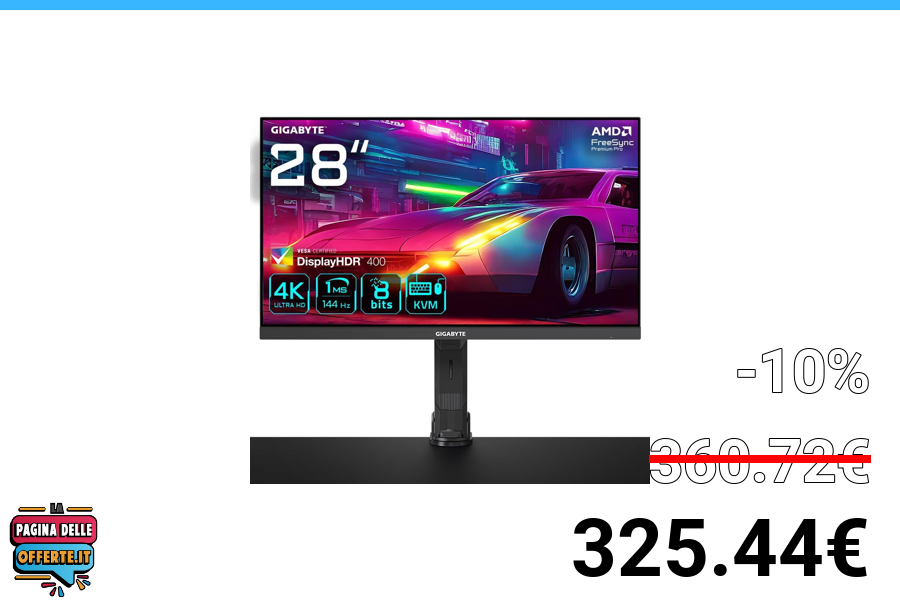 GIGABYTE
AMD
28"
FreeSync
Premium Pro
VESA CERTIFIED
DisplayHDR 400
4K
ULTRA HD
1MS
144 Hz
8
bits
KVM
GIGABYTE
-10%
360.72€
325.44€
LA
PAGINA DELLE
OFFERTE.IT